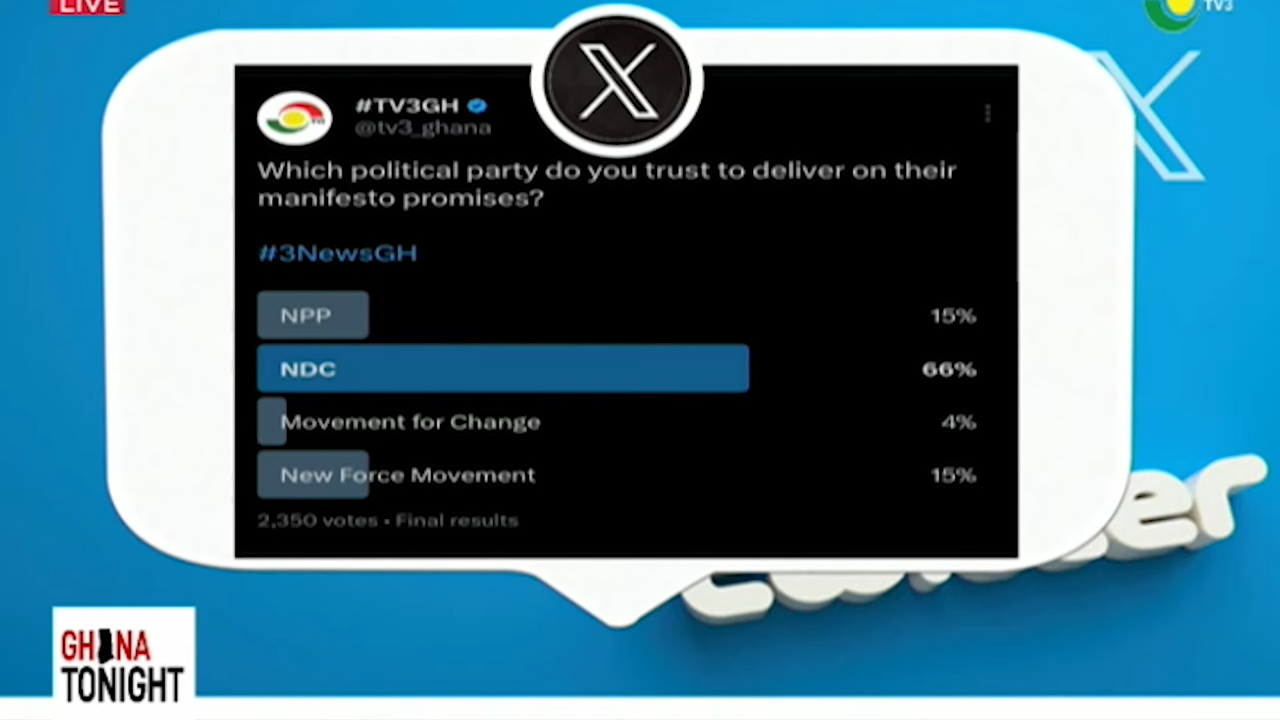 LIVE
TV3
X
#TV3GH
@tv3_ghana
Which political party do you trust to deliver on their
manifesto promises?
#3NewsGH
NPP 15%
NDC 66%
Movement for Change 4%
New Force Movement 15%
2,350 votes • Final results
GHANA
TONIGHT